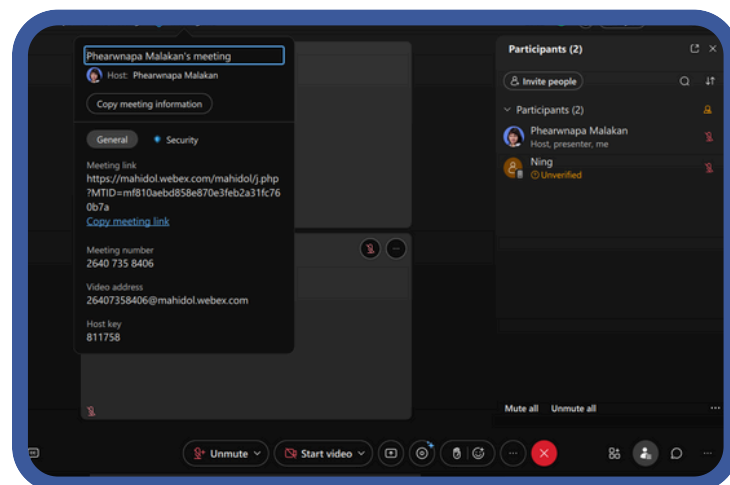 Phearwnapa Malakan's meeting
Host: Phearwnapa Malakan
Copy meeting information
General
Security
Meeting link
https://mahidol.webex.com/mahidol/j.php
?MTID=mf810aebd858e870e3feb2a31fc76
0b7a
Copy meeting link
Meeting number
2640 735 8406
Video address
26407358406@mahidol.webex.com
Host key
811758
Participants (2)
Invite people
Participants (2)
Phearwnapa Malakan
Host, presenter, me
Ning
Unverified
Mute all Unmute all
Unmute
Start video